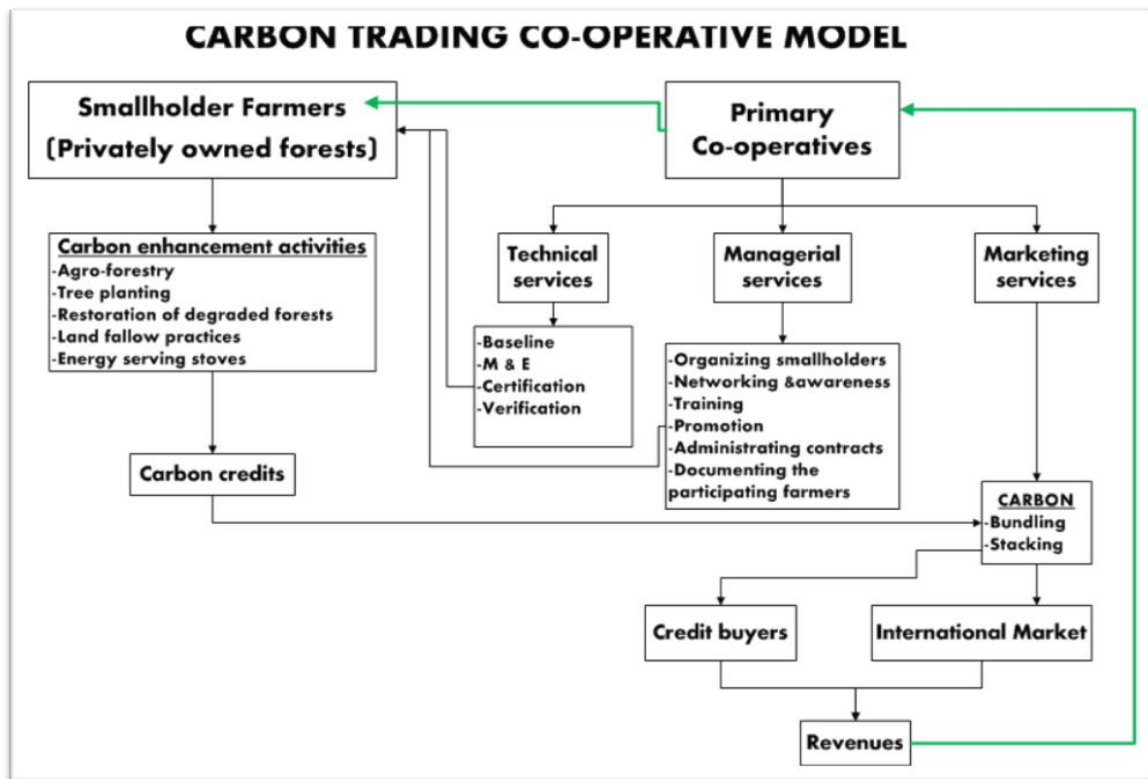 CARBON TRADING CO-OPERATIVE MODEL
Smallholder Farmers
(Privately owned forests)
Primary
Co-operatives
Carbon enhancement activities
-Agro-forestry
-Tree planting
-Restoration of degraded forests
-Land fallow practices
-Energy serving stoves
Technical
services
Managerial
services
Marketing
services
-Baseline
-M & E
-Certification
-Verification
-Organizing smallholders
-Networking &awareness
-Training
-Promotion
-Administrating contracts
-Documenting the
participating farmers
Carbon credits
CARBON
-Bundling
-Stacking
Credit buyers
International Market
Revenues